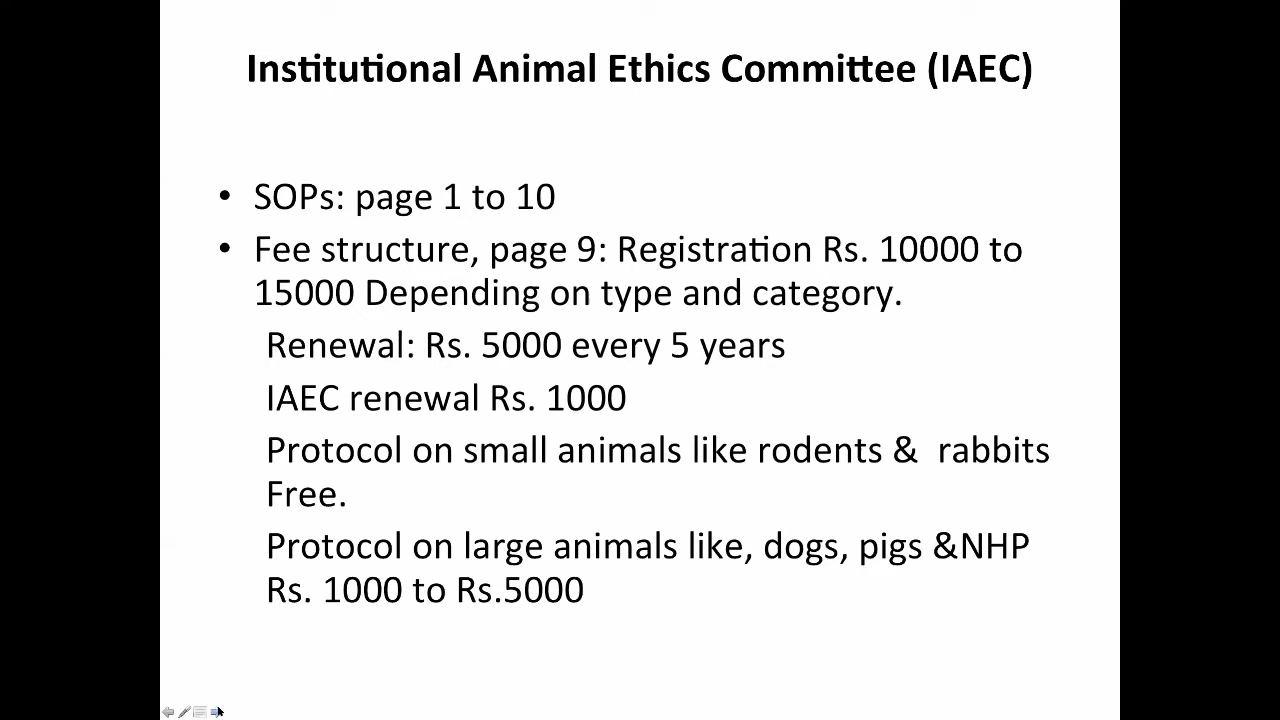 Institutional Animal Ethics Committee (IAEC)
• SOPs: page 1 to 10
• Fee structure, page 9: Registration Rs. 10000 to
15000 Depending on type and category.
Renewal: Rs. 5000 every 5 years
IAEC renewal Rs. 1000
Protocol on small animals like rodents &  rabbits
Free.
Protocol on large animals like, dogs, pigs &NHP
Rs. 1000 to Rs.5000